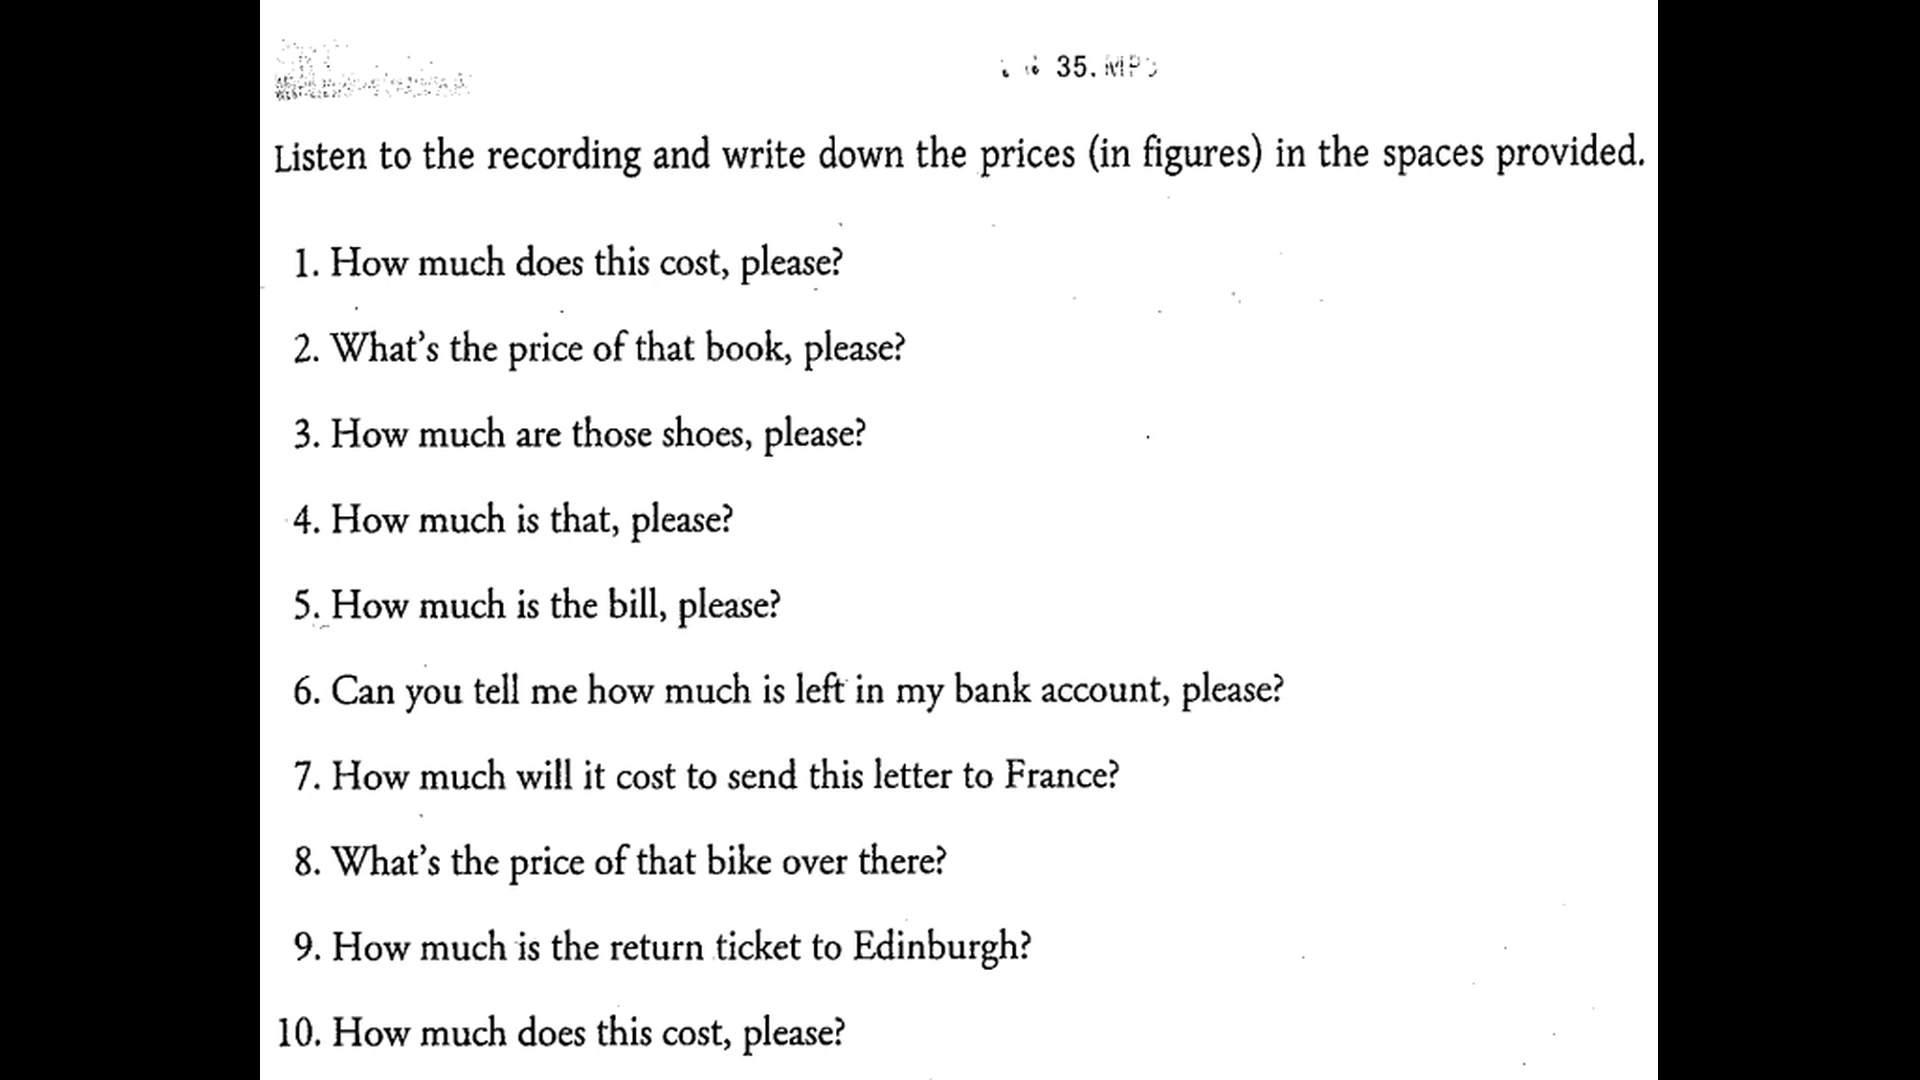 35.
Listen to the recording and write down the prices (in figures) in the spaces provided.
1. How much does this cost, please?
2. What's the price of that book, please?
3. How much are those shoes, please?
4. How much is that, please?
5. How much is the bill, please?
6. Can you tell me how much is left in my bank account, please?
7. How much will it cost to send this letter to France?
8. What's the price of that bike over there?
9. How much is the return ticket to Edinburgh?
10. How much does this cost, please?